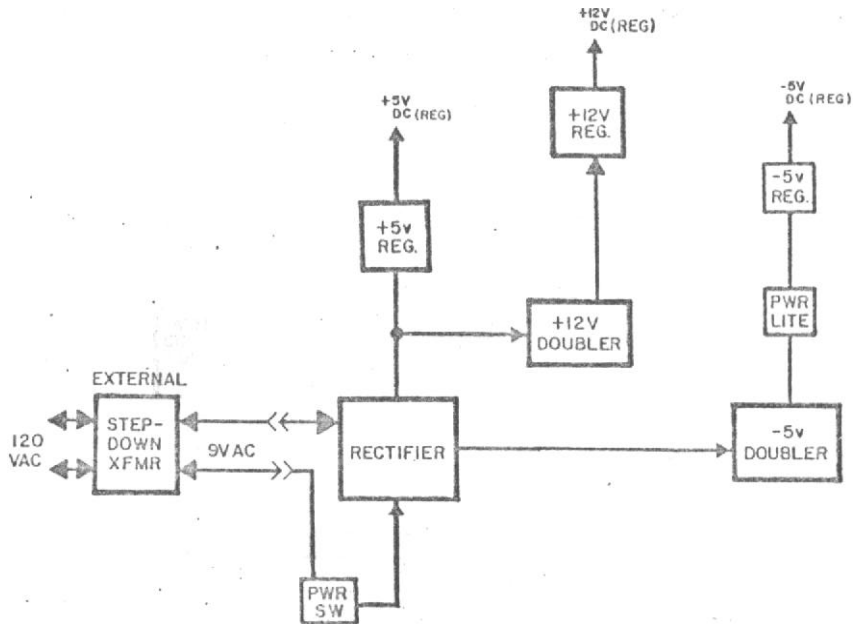 +12V
DC (REG)
+5V
DC (REG)
-5V
DC (REG)
+12V
REG.
-5V
REG.
+5V
REG.
PWR
LITE
+12V
DOUBLER
EXTERNAL
STEP-
DOWN
XFMR
120
VAC
9VAC
RECTIFIER
-5V
DOUBLER
PWR
SW